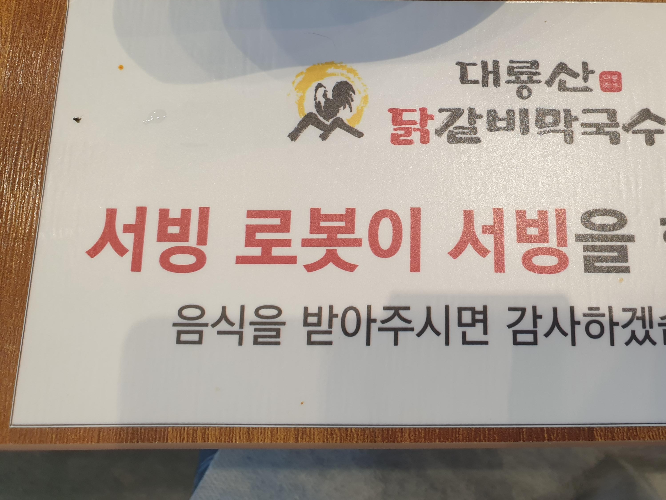 대룡산
닭갈비막국수
서빙 로봇이 서빙을
음식을 받아주시면 감사하겠